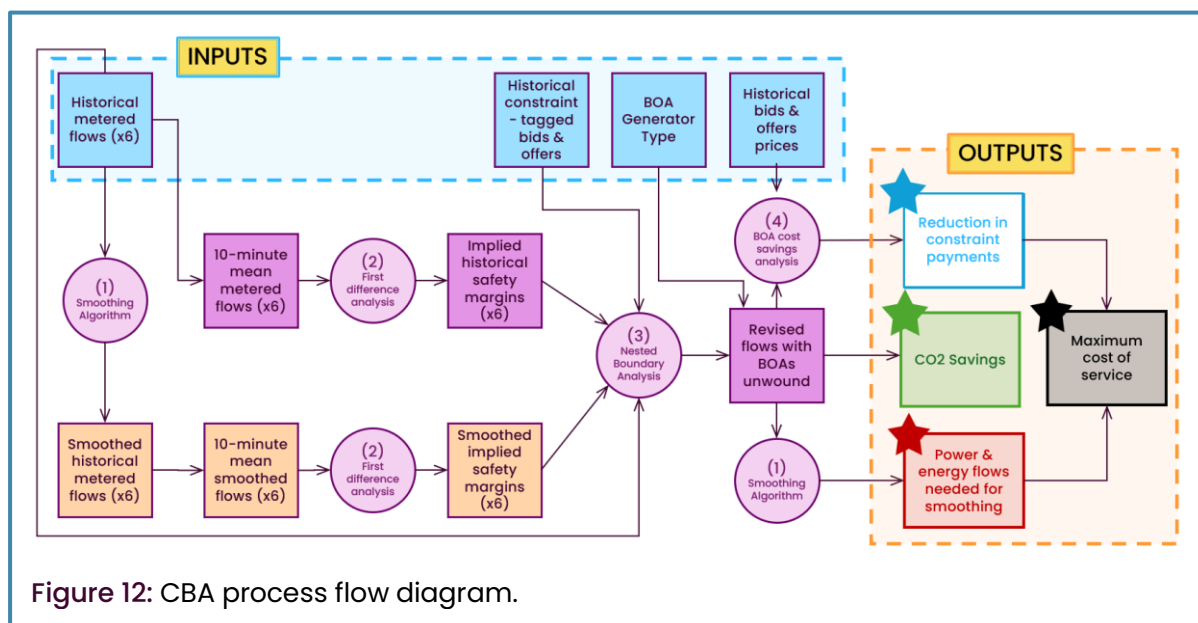 INPUTS
Historical
metered
flows (x6)
Historical
constraint
- tagged
bids &
offers
BOA
Generator
Type
Historical
bids &
offers
prices
OUTPUTS
(4)
BOA cost
savings
analysis
Reduction in
constraint
payments
(1)
Smoothing
Algorithm
10-minute
mean
metered
flows (x6)
(2)
First
difference
analysis
Implied
historical
safety
margins
(x6)
(3)
Nested
Boundary
Analysis
Revised
flows with
BOAs
unwound
CO2 Savings
Maximum
cost of
service
Smoothed
historical
metered
flows (x6)
10-minute
mean
smoothed
flows (x6)
(2)
First
difference
analysis
Smoothed
implied
safety
margins
(x6)
(1)
Smoothing
Algorithm
Power &
energy flows
needed for
smoothing
Figure 12: CBA process flow diagram.